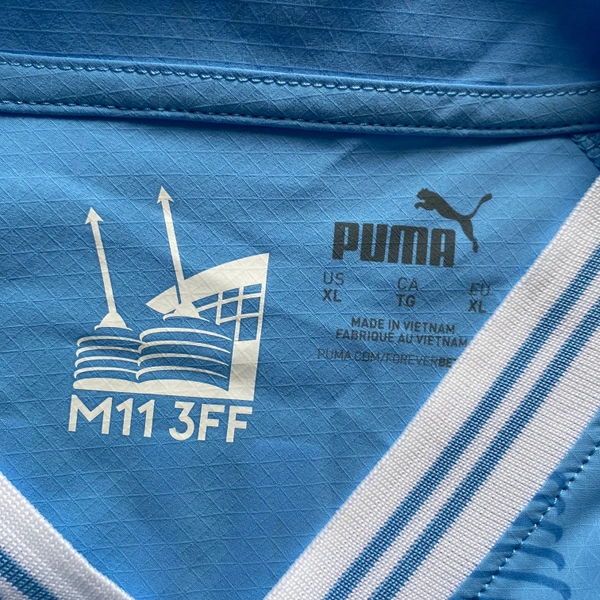 M11 3FF
PUMA
US CA EU
XL TG XL
MADE IN VIETNAM
FABRIQUÉ AU VIETNAM
PUMA.COM/FOREVERBE